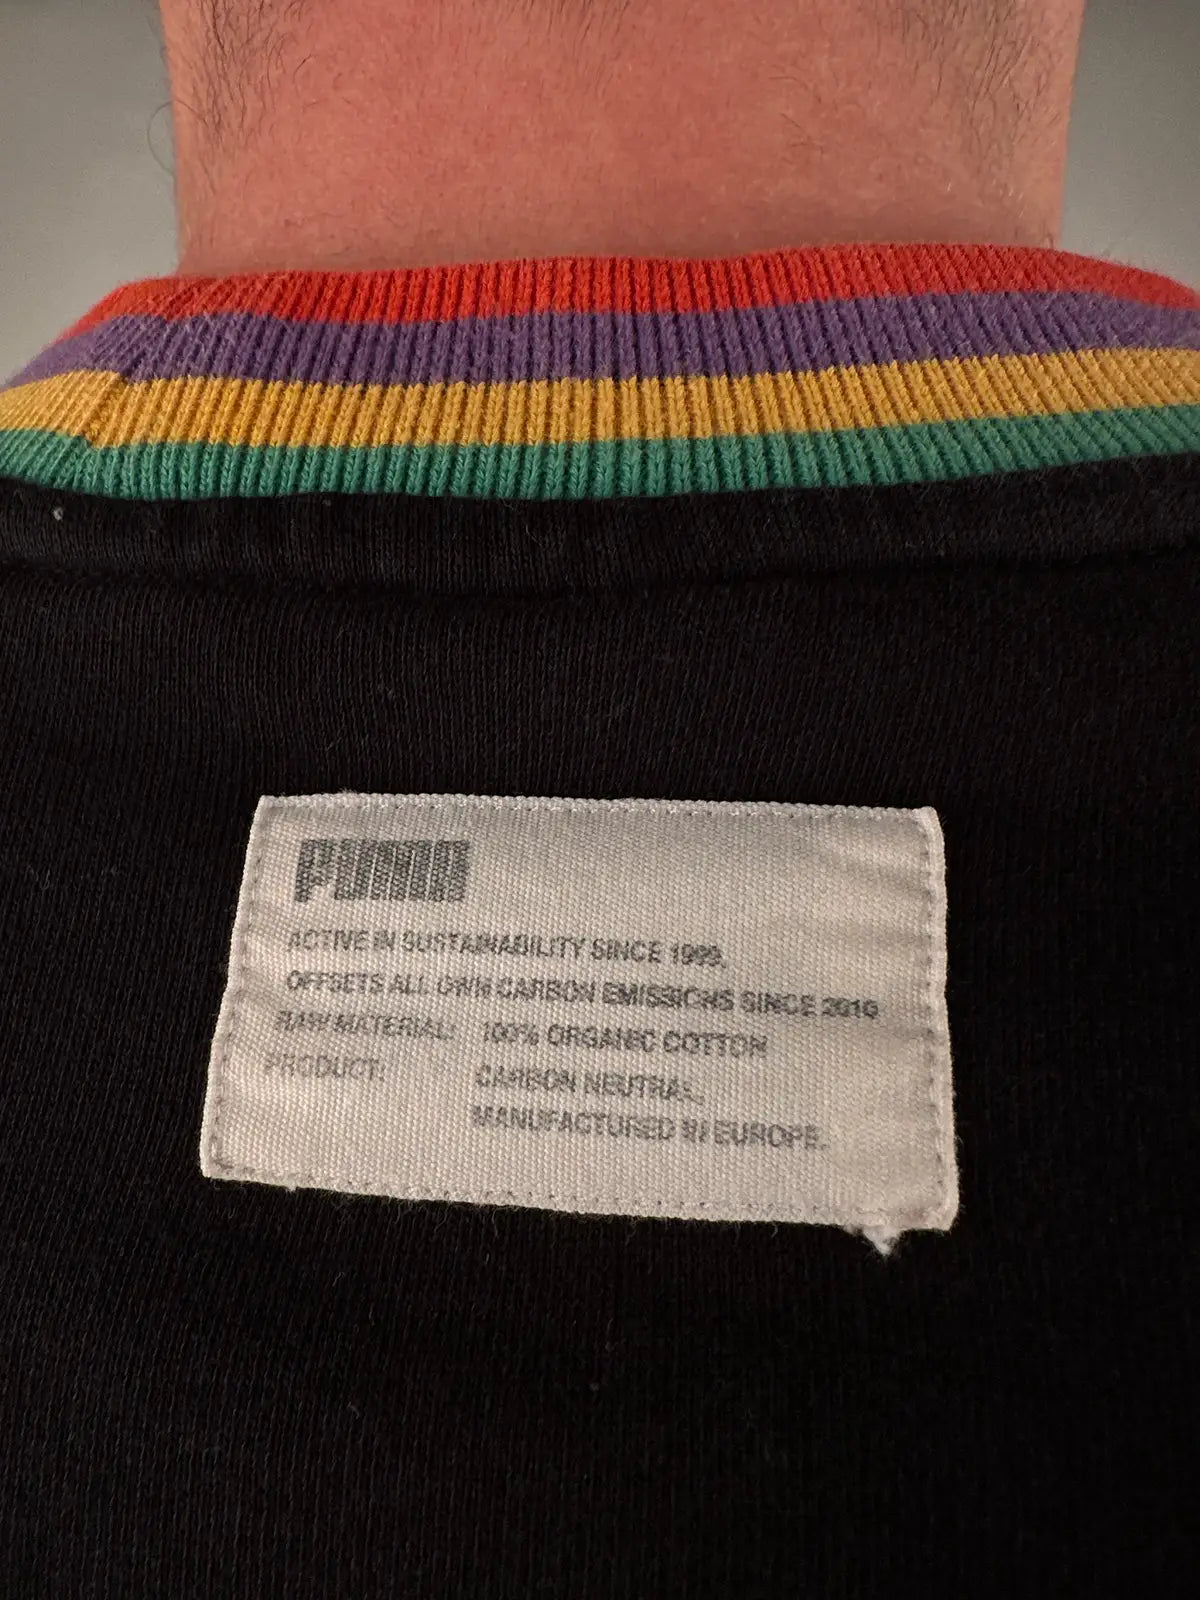 PUMA
ACTIVE IN SUSTAINABILITY SINCE 1999.
OFFSETS ALL OWN CARBON EMISSIONS SINCE 2010
RAW MATERIAL: 100% ORGANIC COTTON
PRODUCT: CARBON NEUTRAL,
MANUFACTURED IN EUROPE.